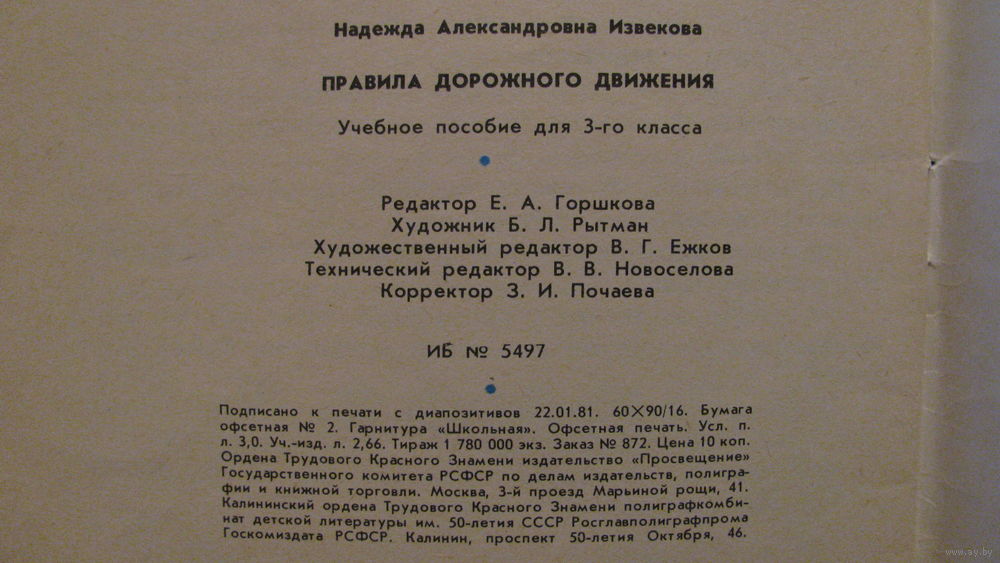 Надежда Александровна Извекова
ПРАВИЛА ДОРОЖНОГО ДВИЖЕНИЯ
Учебное пособие для 3-го класса
Редактор Е. А. Горшкова
Художник Б. Л. Рытман
Художественный редактор В. Г. Ежков
Технический редактор В. В. Новоселова
Корректор З. И. Почаева
ИБ № 5497
Подписано к печати с диапозитивов 22.01.81. 60×90/16. Бумага
офсетная № 2. Гарнитура «Школьная». Офсетная печать. Усл. п.
л. 3,0. Уч.-изд. л. 2,66. Тираж 1 780 000 экз. Заказ № 872. Цена 10 коп.
Ордена Трудового Красного Знамени издательство «Просвещение»
Государственного комитета РСФСР по делам издательств, полигра-
фии и книжной торговли. Москва, 3-й проезд Марьиной рощи, 41.
Калининский ордена Трудового Красного Знамени полиграфкомби-
нат детской литературы им. 50-летия СССР Росглавполиграфпрома
Госкомиздата РСФСР. Калинин, проспект 50-летия Октября, 46.
www.ay.by